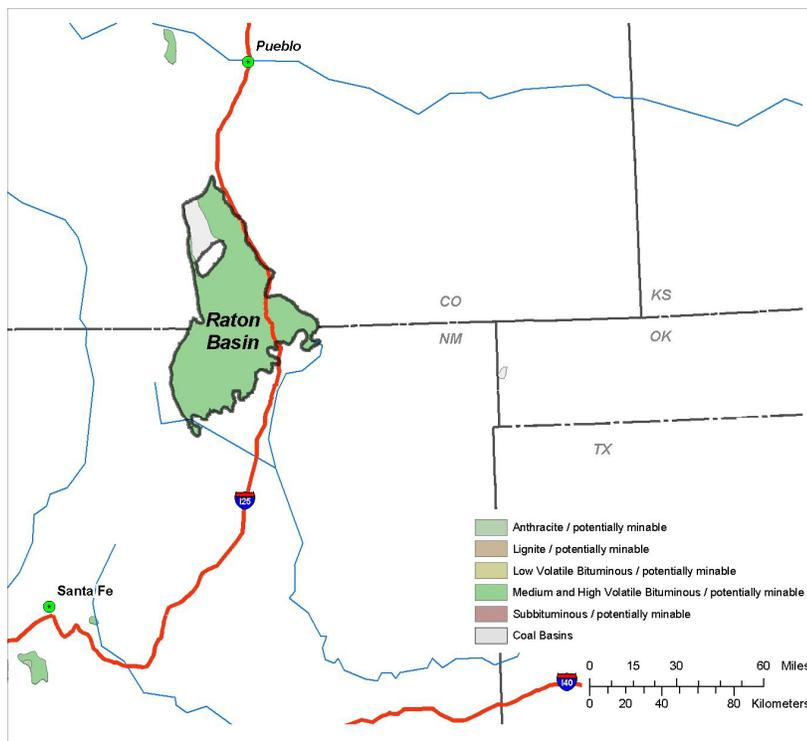 Pueblo
CO
KS
Raton
Basin
NM
OK
TX
I25
Anthracite / potentially minable
Lignite / potentially minable
Low Volatile Bituminous / potentially minable
Medium and High Volatile Bituminous / potentially minable
Subbituminous / potentially minable
Coal Basins
Santa Fe
I40
0 15 30 60 Miles
0 20 40 80 Kilometers